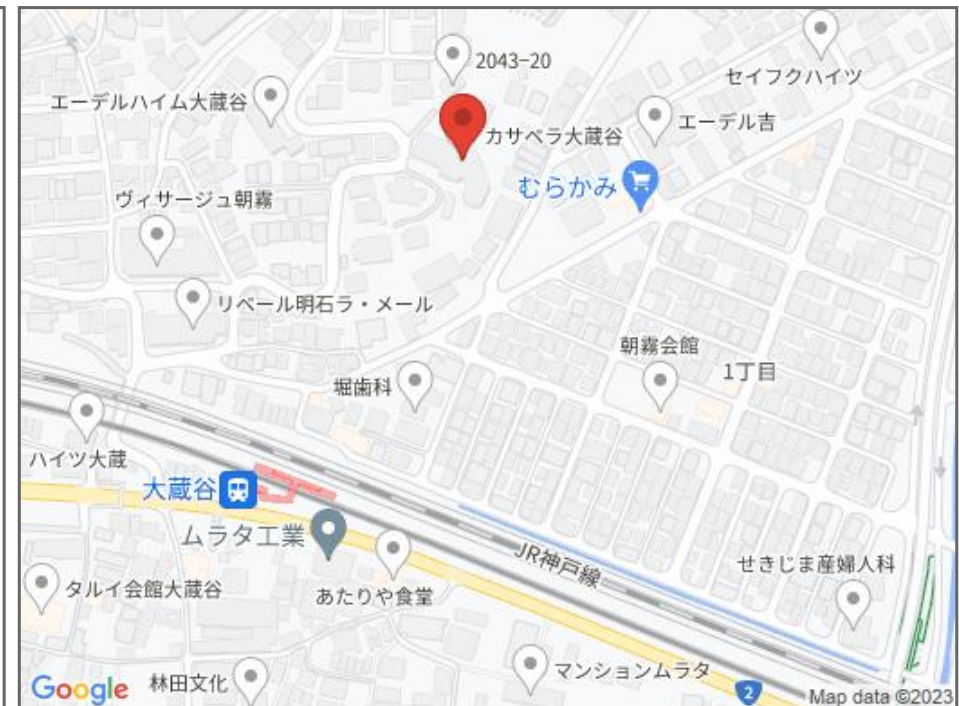 2043-20
セイフクハイツ
エーデルハイム大蔵谷
カサベラ大蔵谷
エーデル吉
むらかみ
ヴィサージュ朝霧
リベール明石ラ・メール
朝霧会館
1丁目
堀歯科
ハイツ大蔵
大蔵谷
ムラタ工業
JR神戸線
せきじま産婦人科
タルイ会館大蔵谷
あたりや食堂
マンションムラタ
林田文化
2
Google
Map data ©2023